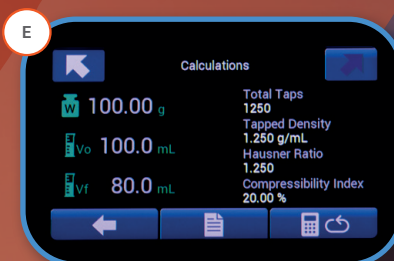 E
Calculations
W 100.00 g
Vo 100.0 mL
Vf 80.0 mL
Total Taps
1250
Tapped Density
1.250 g/mL
Hausner Ratio
1.250
Compressibility Index
20.00 %